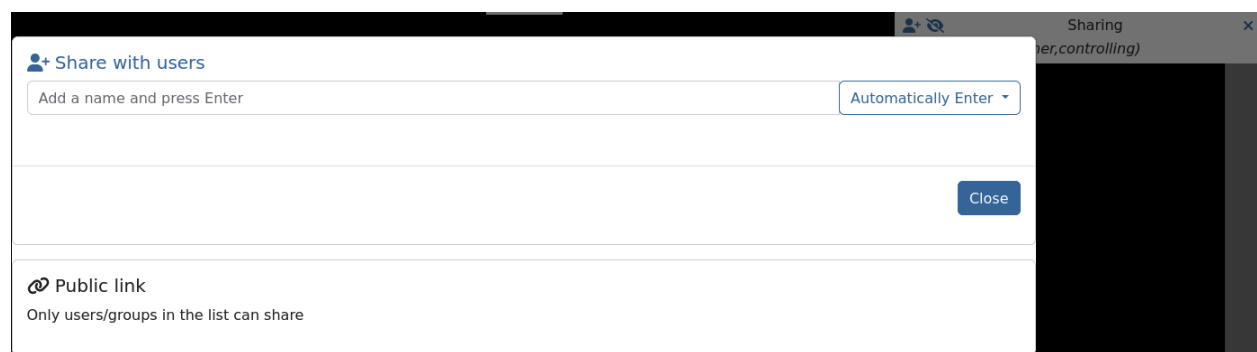 Sharing
Share with users
er,controlling)
Add a name and press Enter
Automatically Enter
Close
Public link
Only users/groups in the list can share